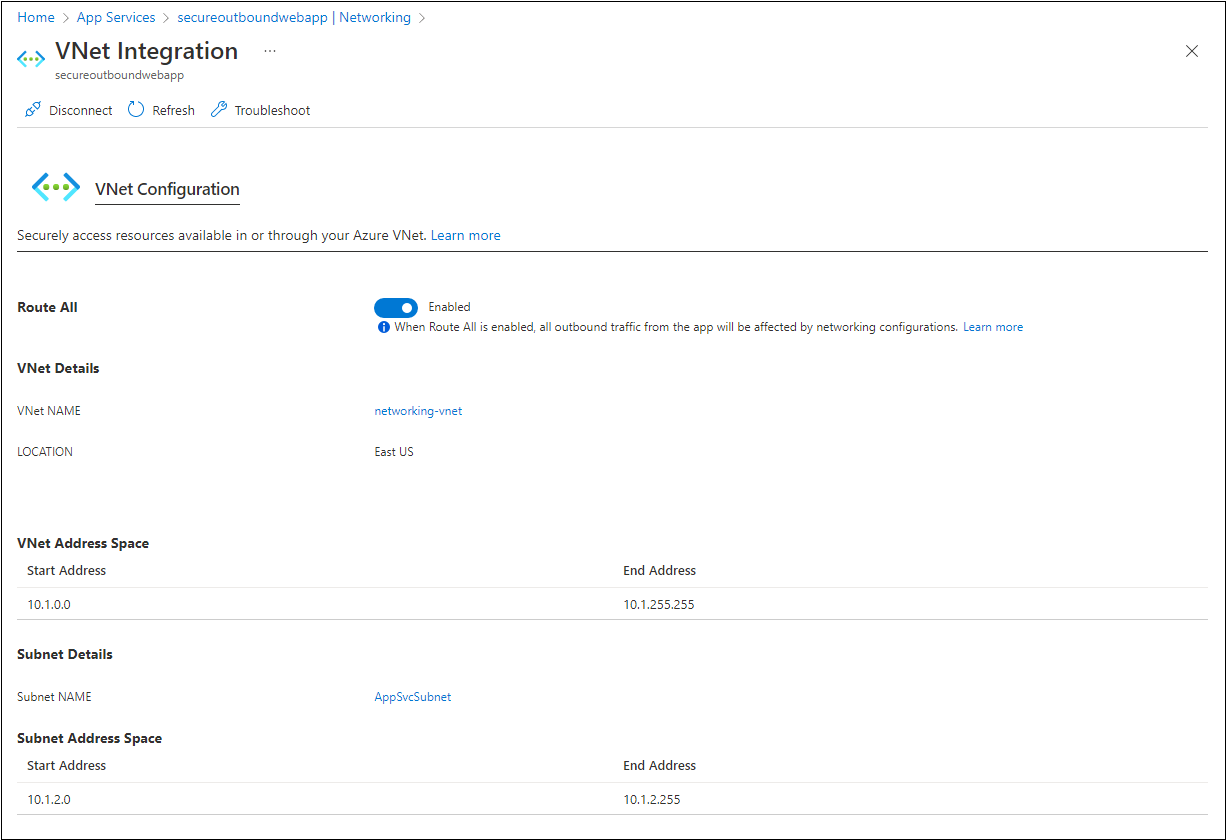 Home > App Services > secureoutboundwebapp | Networking >
VNet Integration ...
secureoutboundwebapp
Disconnect Refresh Troubleshoot
VNet Configuration
Securely access resources available in or through your Azure VNet. Learn more
Route All Enabled
When Route All is enabled, all outbound traffic from the app will be affected by networking configurations. Learn more
VNet Details
VNet NAME networking-vnet
LOCATION East US
VNet Address Space
Start Address End Address
10.1.0.0 10.1.255.255
Subnet Details
Subnet NAME AppSvcSubnet
Subnet Address Space
Start Address End Address
10.1.2.0 10.1.2.255